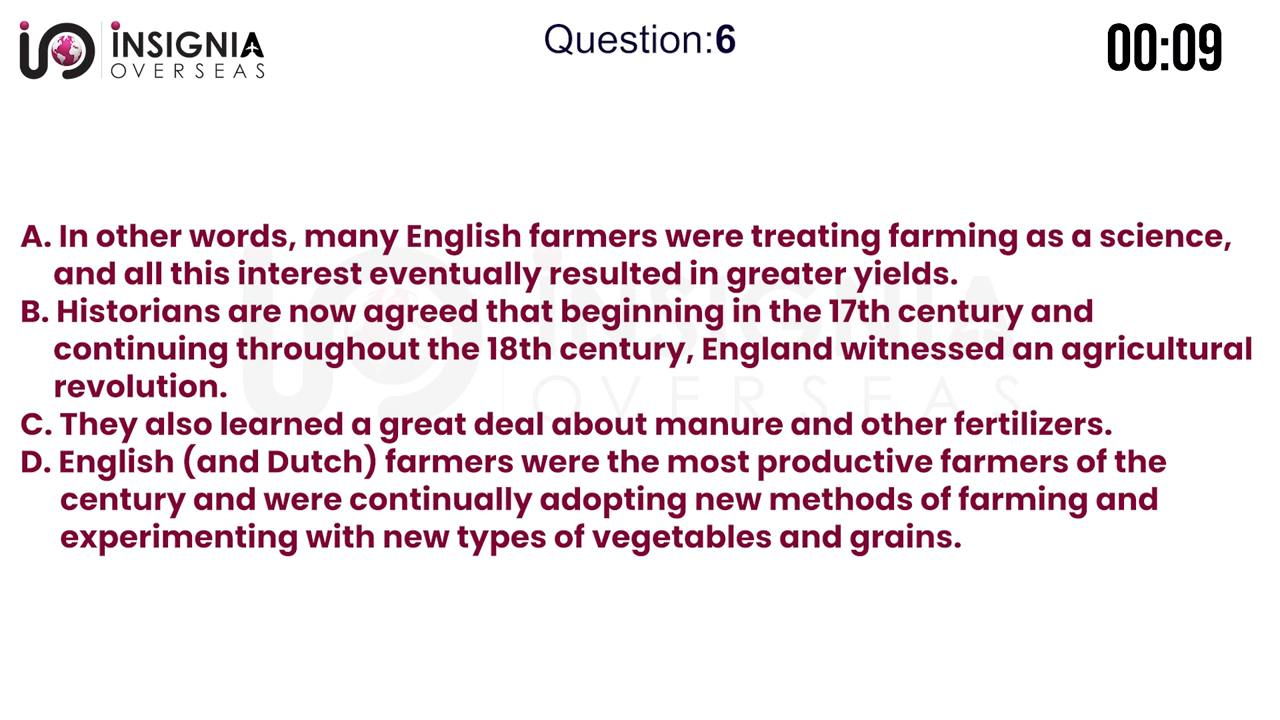 iNSIGNIA
OVERSEAS
Question:6
00:09
A. In other words, many English farmers were treating farming as a science,
and all this interest eventually resulted in greater yields.
B. Historians are now agreed that beginning in the 17th century and
continuing throughout the 18th century, England witnessed an agricultural
revolution.
C. They also learned a great deal about manure and other fertilizers.
D. English (and Dutch) farmers were the most productive farmers of the
century and were continually adopting new methods of farming and
experimenting with new types of vegetables and grains.